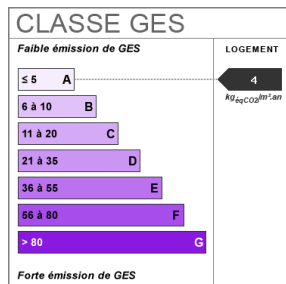 CLASSE GES
Faible émission de GES
LOGEMENT
≤ 5 A
4
kgéqCO2/m².an
6 à 10 B
11 à 20 C
21 à 35 D
36 à 55 E
56 à 80 F
> 80 G
Forte émission de GES